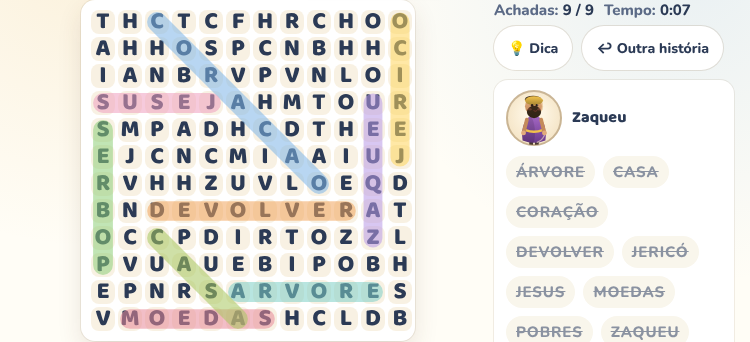 T H C T C F H R C H O O
A H H O S P C N B H H C
I A N B R V P V N L O I
S U S E J A H M T O U R
S M P A D H C D T H E E
E J C N C M I A A I U J
R V H H Z U V L O E Q D
B N D E V O L V E R A T
O C C P D I R T O Z Z L
P V U A U E B I P O B H
E P N R S A R V O R E S
V M O E D A S H C L D B
Achadas: 9 / 9 Tempo: 0:07
💡 Dica ↩ Outra história
Zaqueu
ÁRVORE CASA
CORAÇÃO
DEVOLVER JERICÓ
JESUS MOEDAS
POBRES ZAQUEU